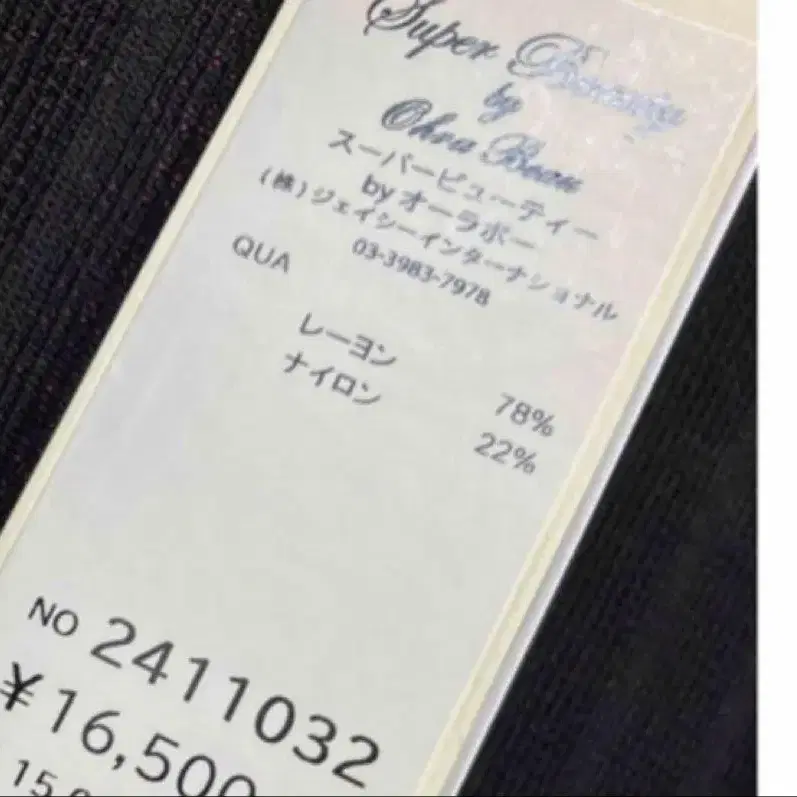 Super Beauty
by
Ohra Beau
スーパービューティー
by オーラボー
(株)ジェイシーインターナショナル
03-3983-7978
QUA
レーヨン 78%
ナイロン 22%
NO 2411032
¥16,500